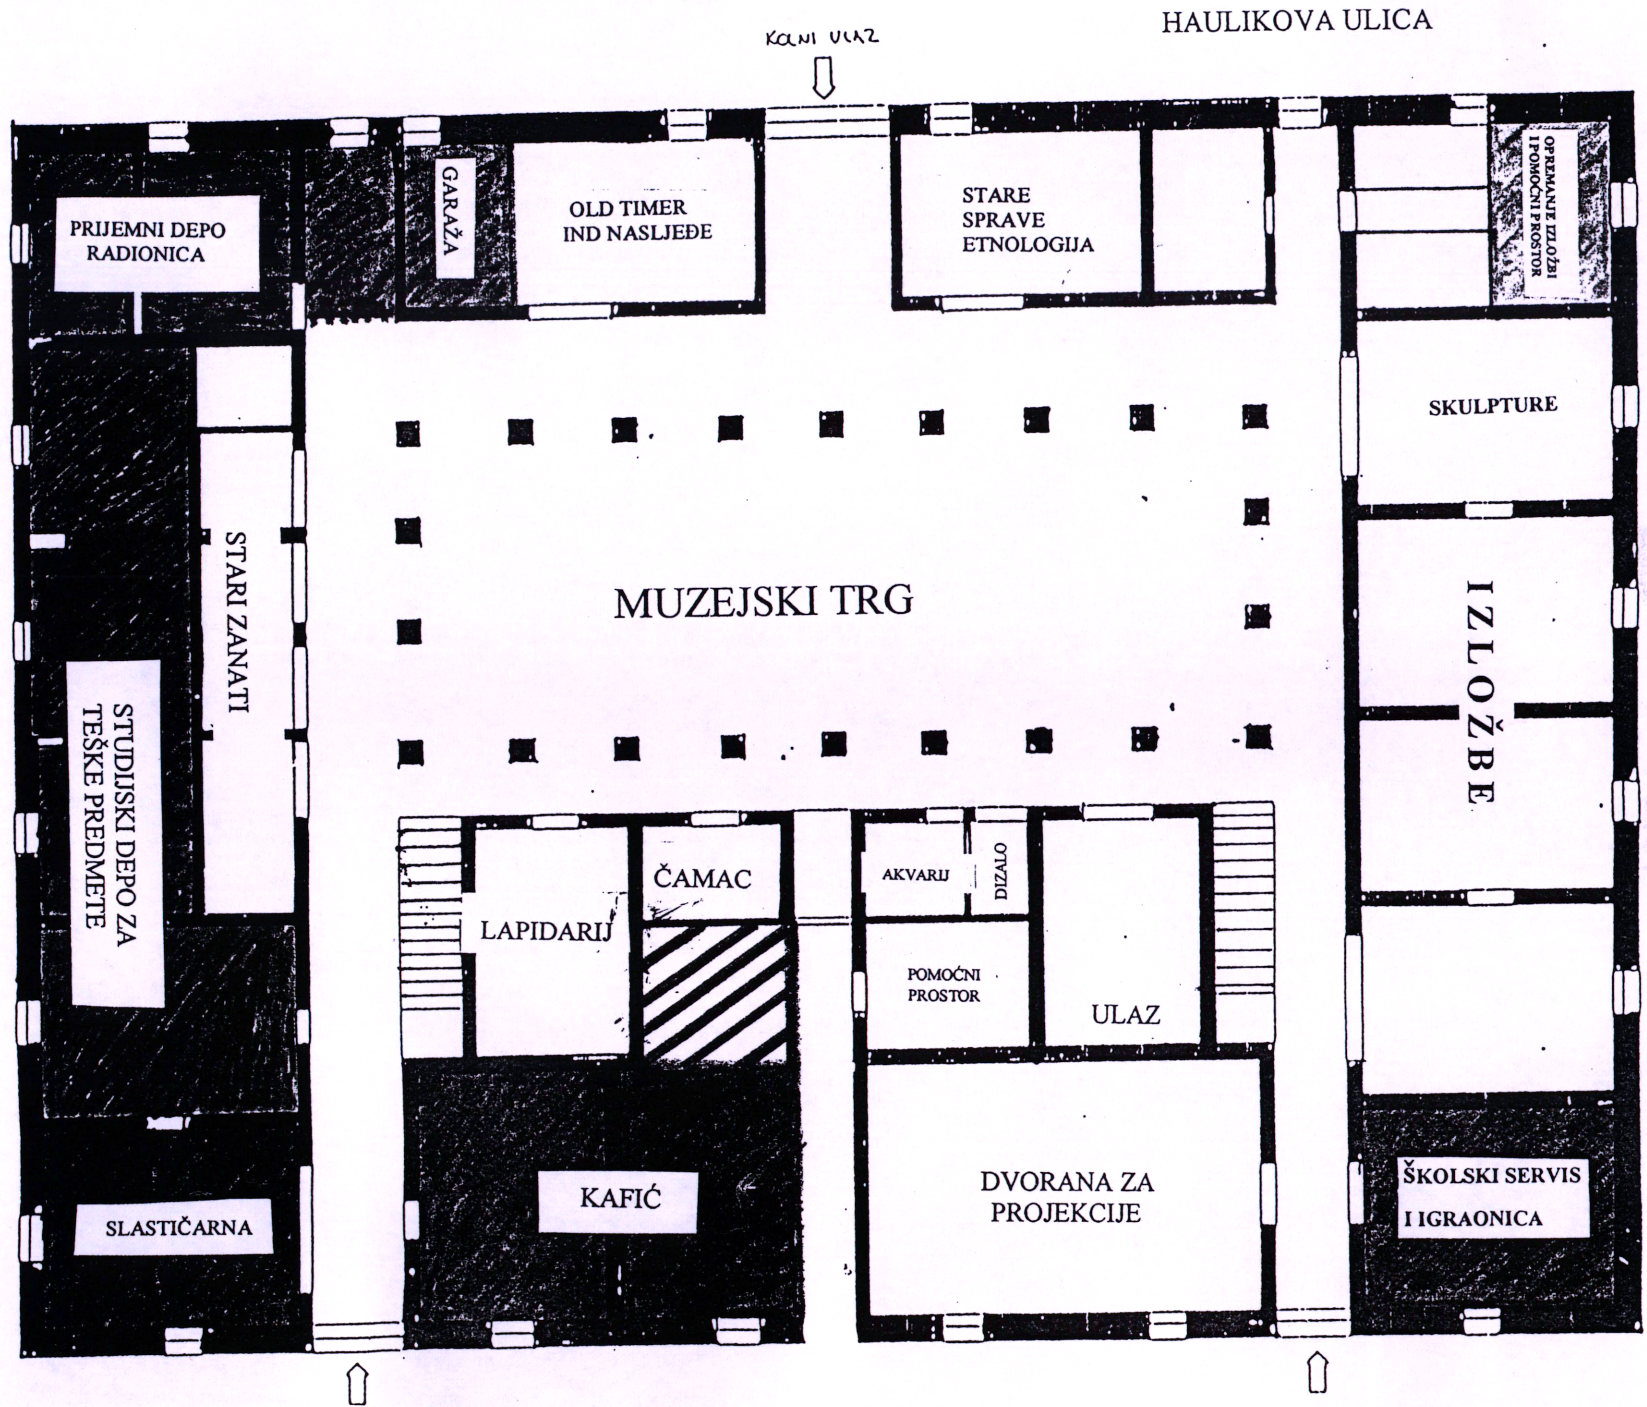 HAULIKOVA ULICA
KOLNI ULAZ
PRIJEMNI DEPO
RADIONICA
GARAŽA
OLD TIMER
IND NASLJEĐE
STARE
SPRAVE
ETNOLOGIJA
OPREMANJE IZLOŽBI
I POMOĆNI PROSTOR
SKULPTURE
STARI ZANATI
MUZEJSKI TRG
IZLOŽBE
STUDIJSKI DEPO ZA
TEŠKE PREDMETE
LAPIDARIJ
ČAMAC
AKVARIJ
DIZALO
POMOĆNI
PROSTOR
ULAZ
SLASTIČARNA
KAFIĆ
DVORANA ZA
PROJEKCIJE
ŠKOLSKI SERVIS
I IGRAONICA